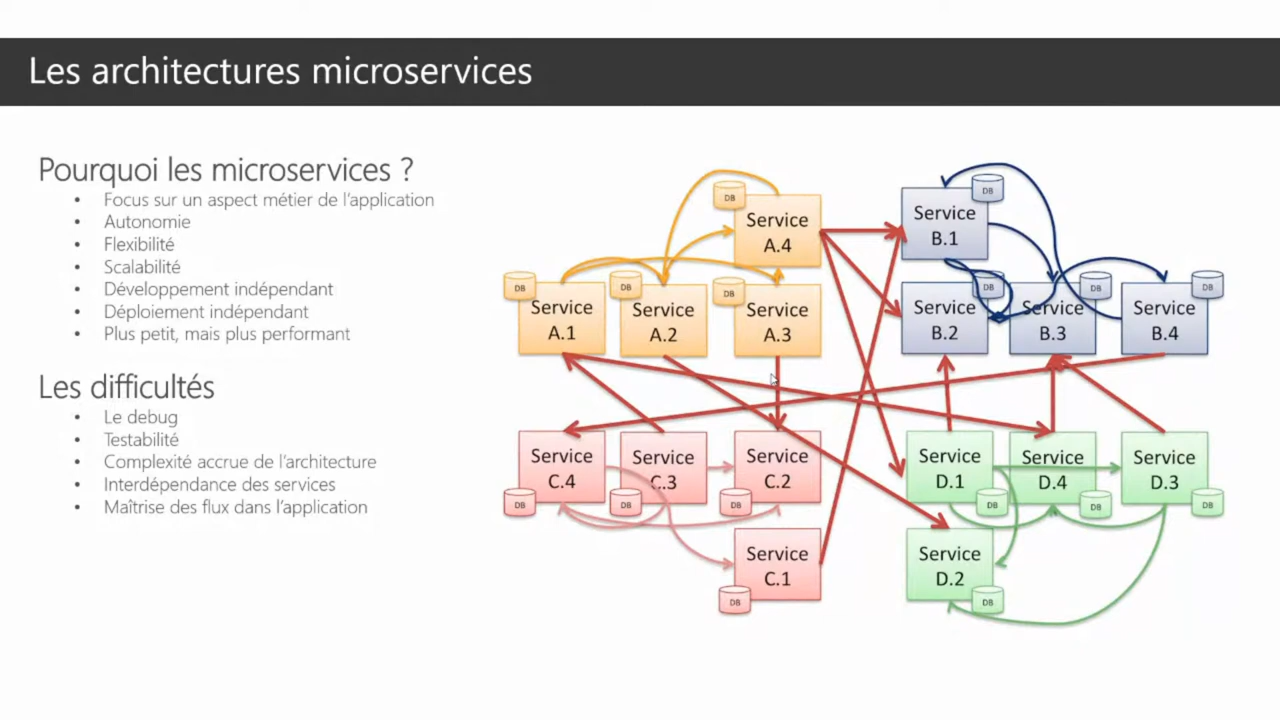 Les architectures microservices
Pourquoi les microservices ?
• Focus sur un aspect métier de l'application
• Autonomie
• Flexibilité
• Scalabilité
• Développement indépendant
• Déploiement indépendant
• Plus petit, mais plus performant
Les difficultés
• Le debug
• Testabilité
• Complexité accrue de l'architecture
• Interdépendance des services
• Maîtrise des flux dans l'application
DB
Service
A.4
DB
Service
A.1
DB
Service
A.2
DB
Service
A.3
DB
Service
B.1
DB
Service
B.2
DB
Service
B.3
DB
Service
B.4
Service
C.4
DB
Service
C.3
DB
Service
C.2
DB
Service
C.1
DB
Service
D.1
DB
Service
D.4
DB
Service
D.3
DB
Service
D.2
DB